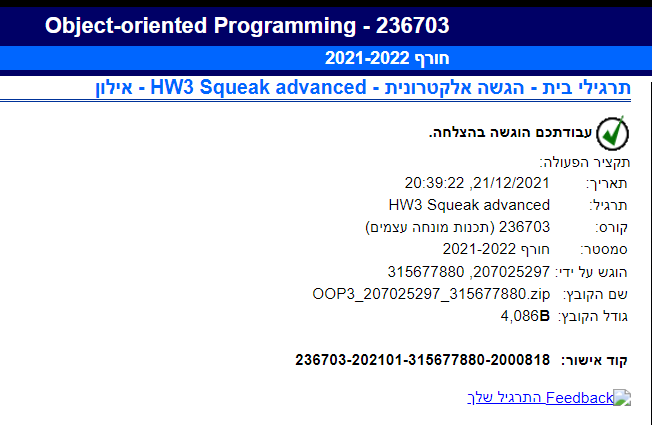 Object-oriented Programming - 236703
חורף 2021-2022
תרגילי בית - הגשה אלקטרונית - HW3 Squeak advanced - אילון
עבודתכם הוגשה בהצלחה.
תקציר הפעולה:
תאריך: 21/12/2021, 20:39:22
תרגיל: HW3 Squeak advanced
קורס: 236703 (תכנות מונחה עצמים)
סמסטר: חורף 2021-2022
הוגש על ידי: 207025297, 315677880
שם הקובץ: OOP3_207025297_315677880.zip
גודל הקובץ: 4,086B
קוד אישור: 236703-202101-315677880-2000818
Feedback התרגיל שלך